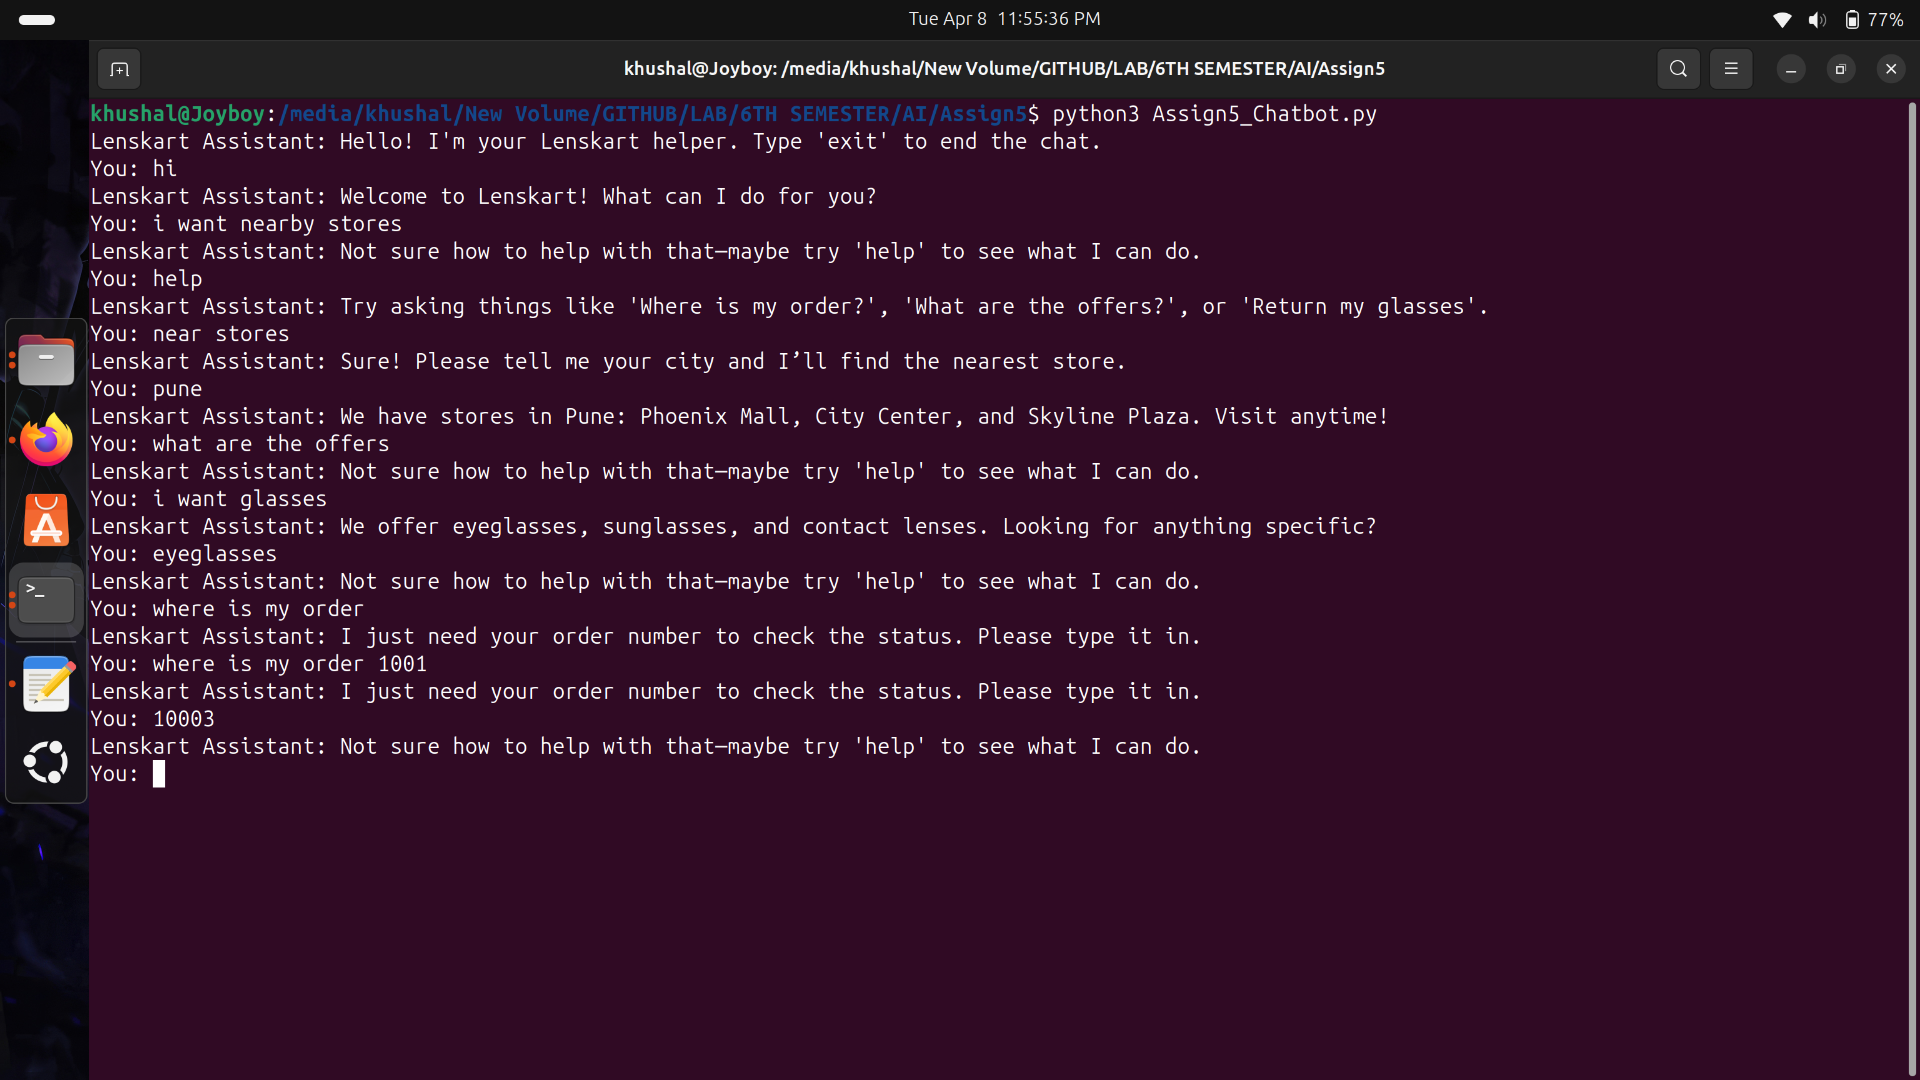 Tue Apr 8 11:55:36 PM
77%
khushal@Joyboy: /media/khushal/New Volume/GITHUB/LAB/6TH SEMESTER/AI/Assign5
khushal@Joyboy:/media/khushal/New Volume/GITHUB/LAB/6TH SEMESTER/AI/Assign5$ python3 Assign5_Chatbot.py
Lenskart Assistant: Hello! I'm your Lenskart helper. Type 'exit' to end the chat.
You: hi
Lenskart Assistant: Welcome to Lenskart! What can I do for you?
You: i want nearby stores
Lenskart Assistant: Not sure how to help with that—maybe try 'help' to see what I can do.
You: help
Lenskart Assistant: Try asking things like 'Where is my order?', 'What are the offers?', or 'Return my glasses'.
You: near stores
Lenskart Assistant: Sure! Please tell me your city and I’ll find the nearest store.
You: pune
Lenskart Assistant: We have stores in Pune: Phoenix Mall, City Center, and Skyline Plaza. Visit anytime!
You: what are the offers
Lenskart Assistant: Not sure how to help with that—maybe try 'help' to see what I can do.
You: i want glasses
Lenskart Assistant: We offer eyeglasses, sunglasses, and contact lenses. Looking for anything specific?
You: eyeglasses
Lenskart Assistant: Not sure how to help with that—maybe try 'help' to see what I can do.
You: where is my order
Lenskart Assistant: I just need your order number to check the status. Please type it in.
You: where is my order 1001
Lenskart Assistant: I just need your order number to check the status. Please type it in.
You: 10003
Lenskart Assistant: Not sure how to help with that—maybe try 'help' to see what I can do.
You: